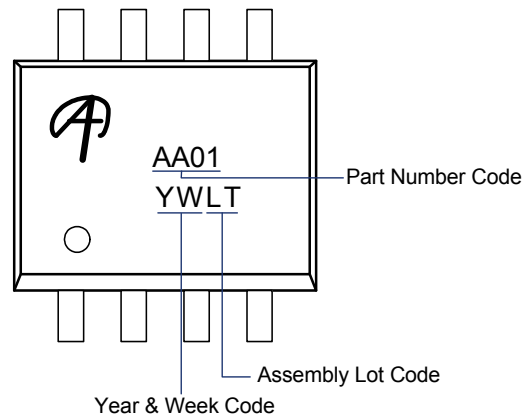 AA01
Part Number Code
YWLT
Assembly Lot Code
Year & Week Code